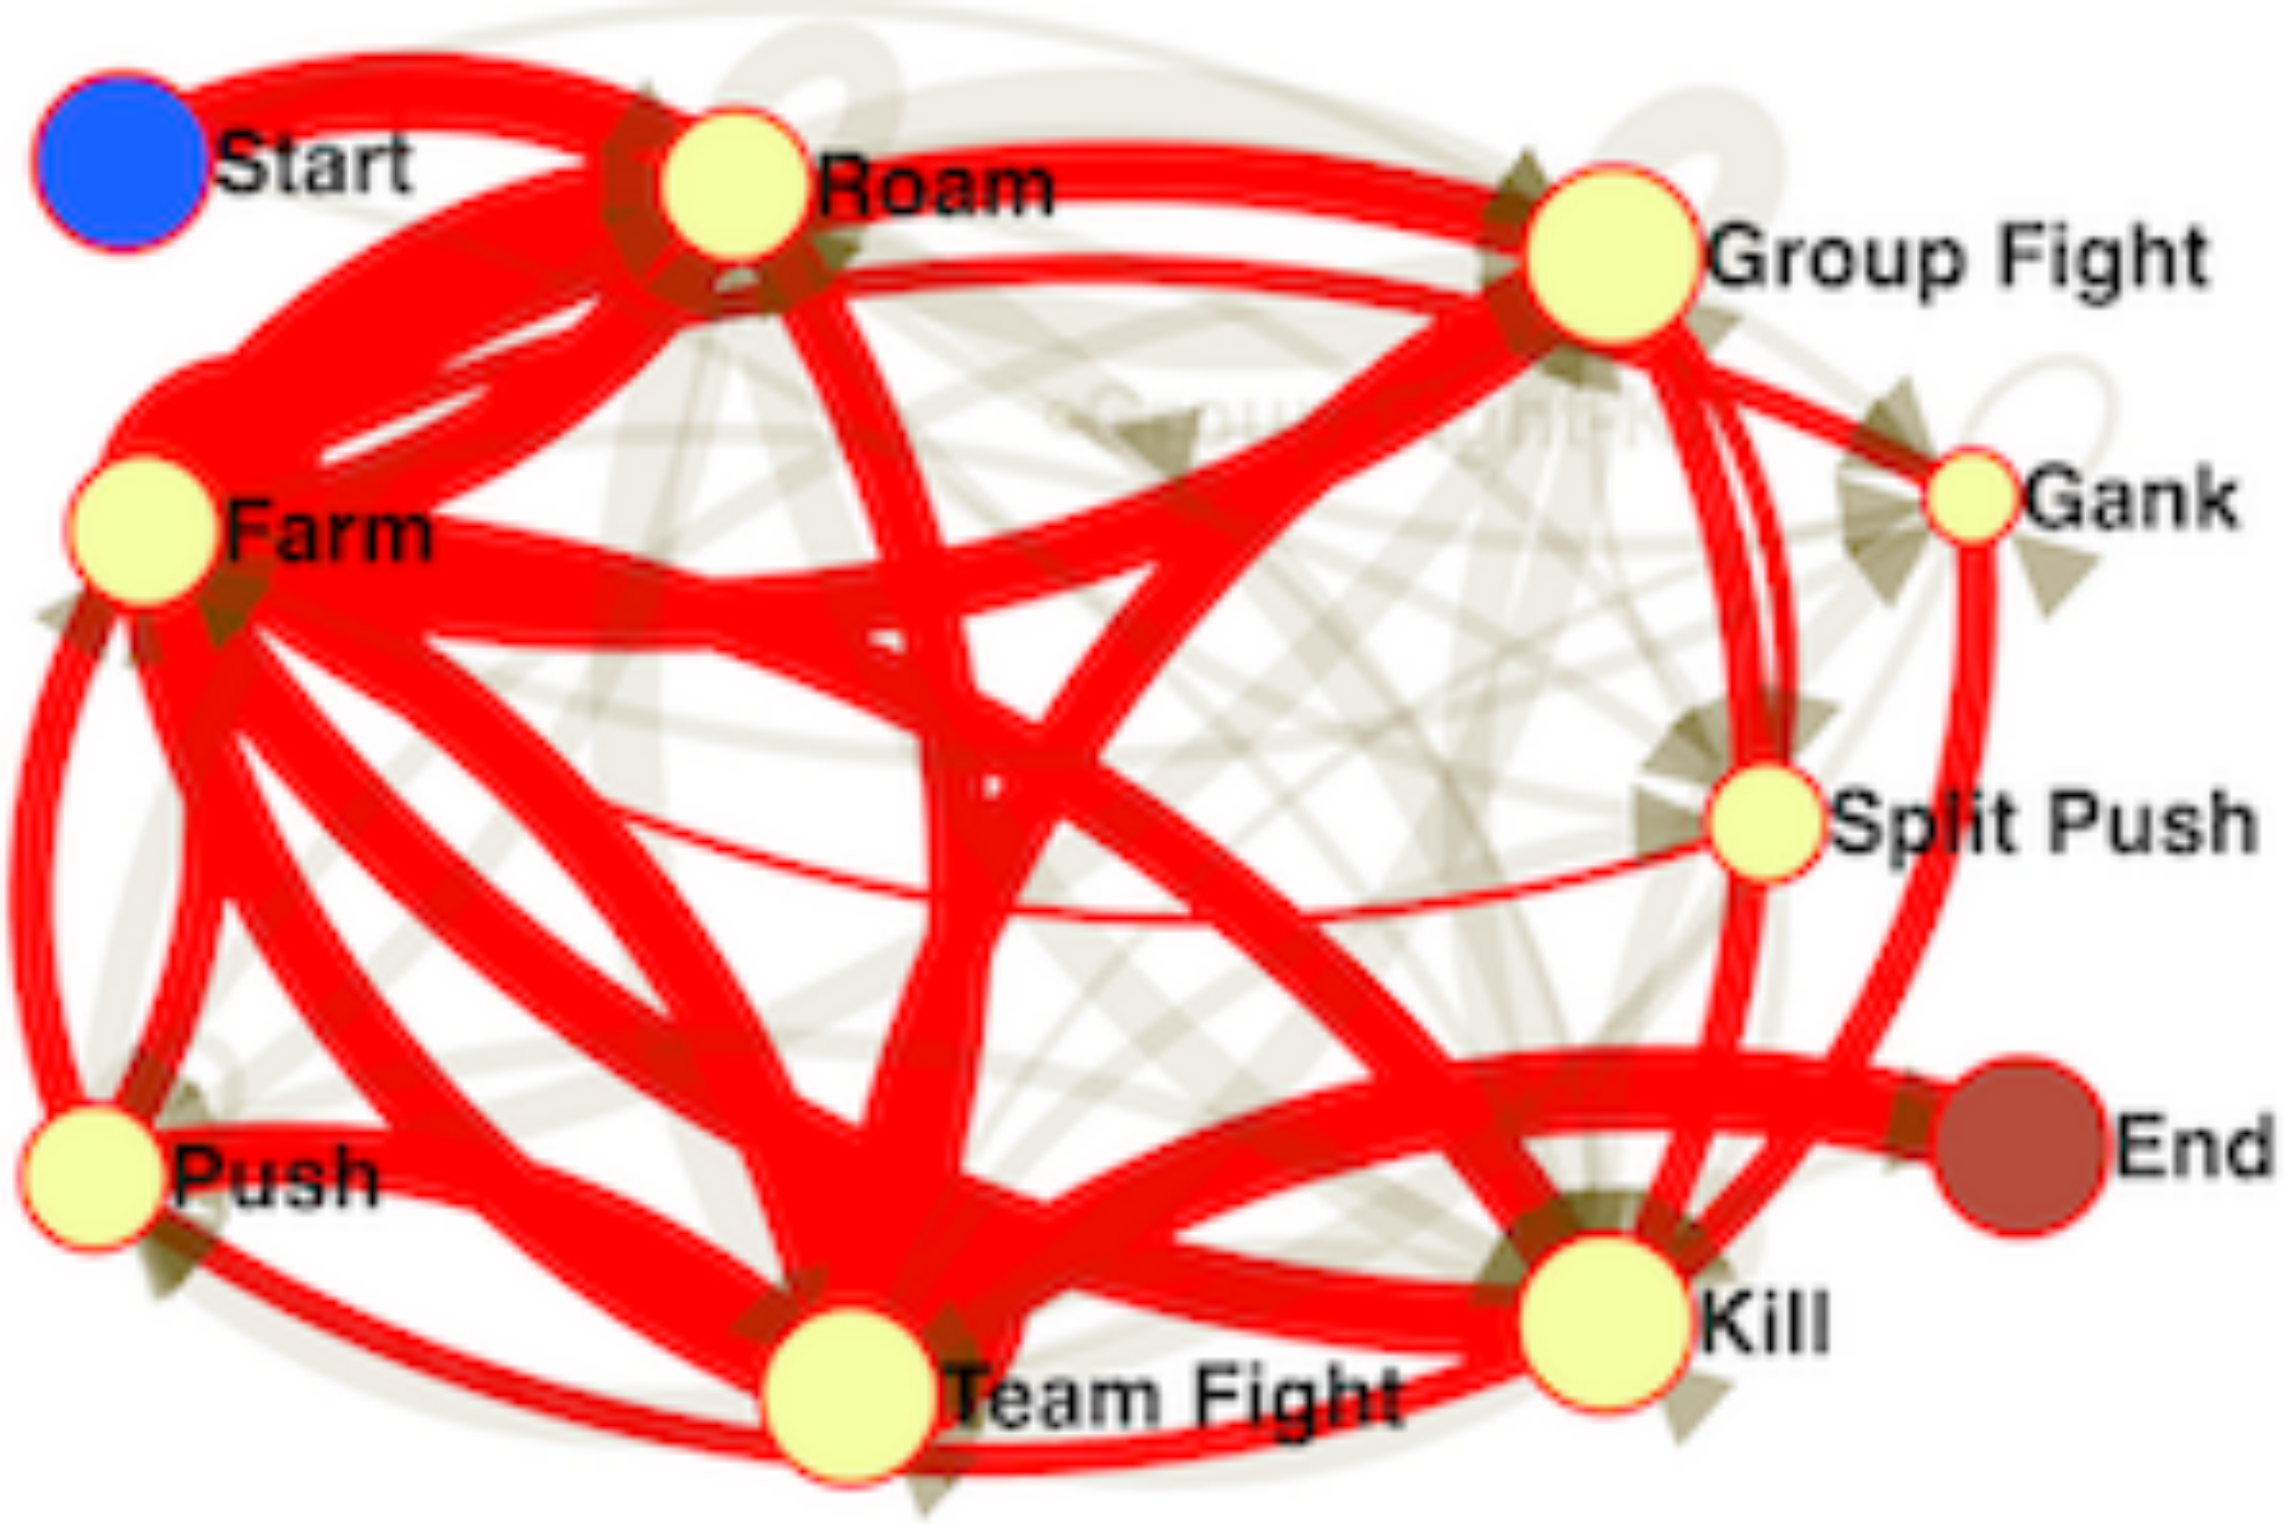 Start
Roam
Group Fight
Gank
Farm
Split Push
End
Push
Kill
Team Fight